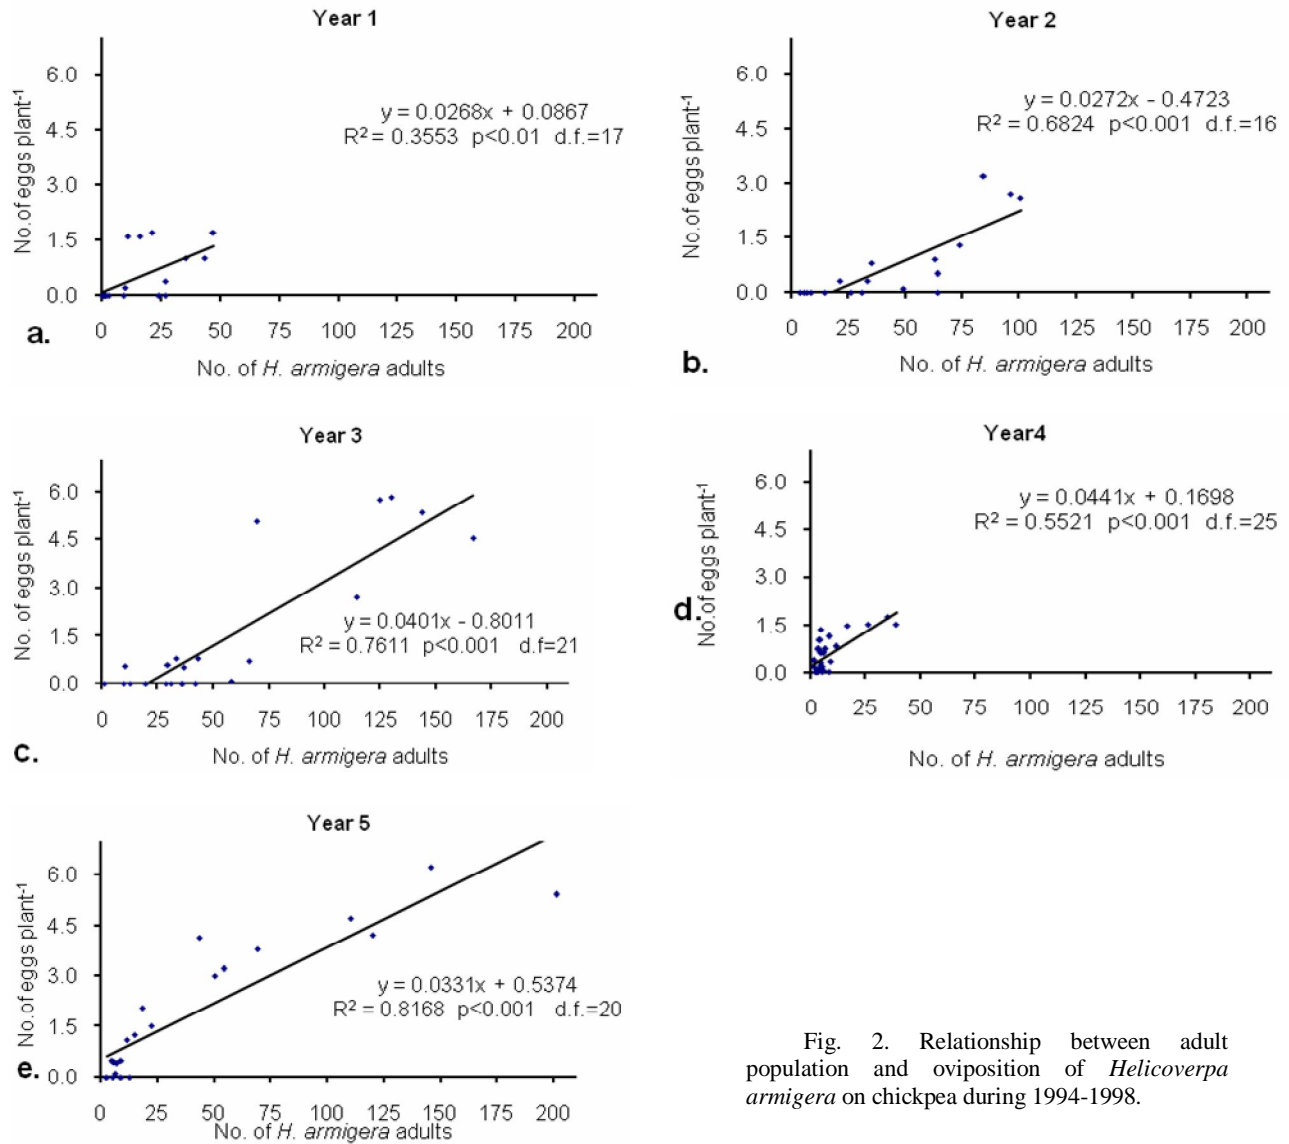 Year 1
No.of eggs plant-1
6.0
4.5
3.0
1.5
0.0
y = 0.0268x + 0.0867
R² = 0.3553 p<0.01 d.f.=17
0 25 50 75 100 125 150 175 200
a.
No. of H. armigera adults
Year 2
No.of eggs plant-1
6.0
4.5
3.0
1.5
0.0
y = 0.0272x - 0.4723
R² = 0.6824 p<0.001 d.f.=16
0 25 50 75 100 125 150 175 200
b.
No. of H. armigera adults
Year 3
No. of eggs plant-1
6.0
4.5
3.0
1.5
0.0
y = 0.0401x - 0.8011
R² = 0.7611 p<0.001 d.f=21
0 25 50 75 100 125 150 175 200
c.
No. of H. armigera adults
Year4
No.of eggs plant-1
6.0
4.5
3.0
1.5
0.0
y = 0.0441x + 0.1698
R² = 0.5521 p<0.001 d.f.=25
d.
0 25 50 75 100 125 150 175 200
No. of H. armigera adults
Year 5
No.of eggs plant-1
6.0
4.5
3.0
1.5
0.0
y = 0.0331x + 0.5374
R² = 0.8168 p<0.001 d.f.=20
e.
0 25 50 75 100 125 150 175 200
No. of H. armigera adults
Fig. 2. Relationship between adult
population and oviposition of Helicoverpa
armigera on chickpea during 1994-1998.